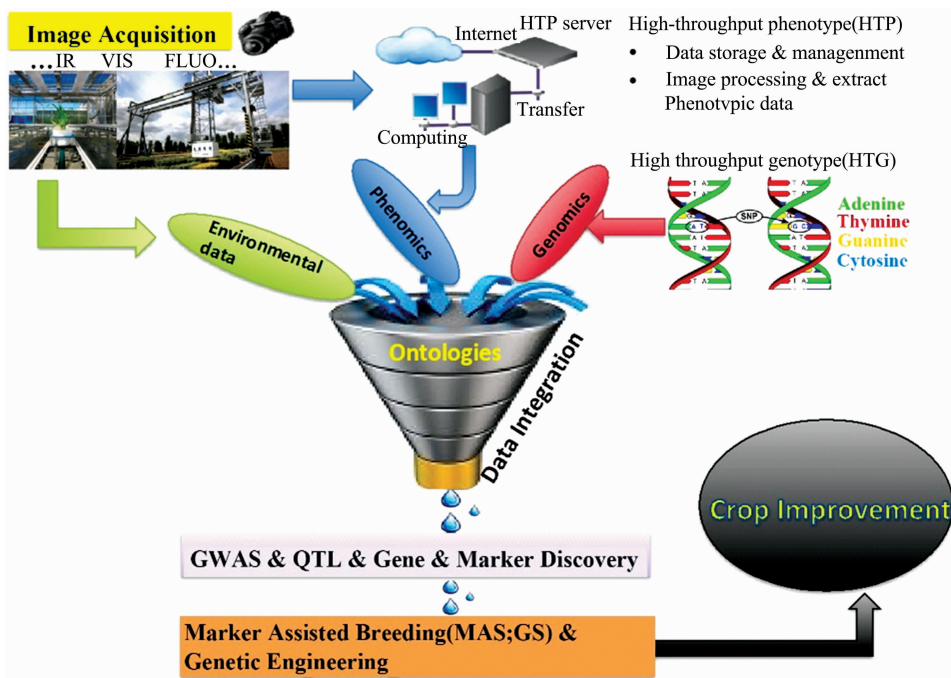 Image Acquisition
...IR VIS FLUO...
Internet
HTP server
Transfer
Computing
High-throughput phenotype(HTP)
• Data storage & managenment
• Image processing & extract
Phenotvpic data
High throughput genotype(HTG)
T A
SNP
A T
G C
Adenine
Thymine
Guanine
Cytosine
Environmental
data
Phenomics
Genomics
Ontologies
Data Integration
GWAS & QTL & Gene & Marker Discovery
Marker Assisted Breeding(MAS;GS) &
Genetic Engineering
Crop Improvement